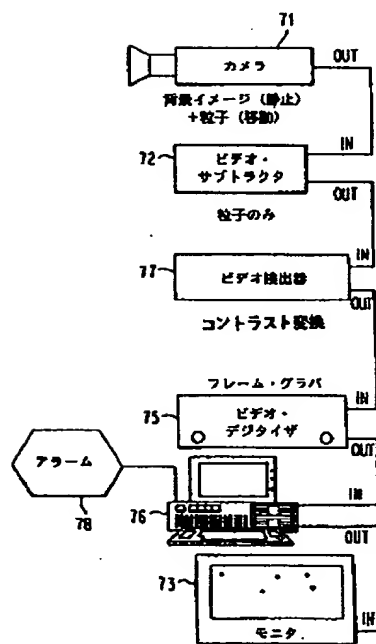 71
カメラ
OUT
背景イメージ (静止)
+粒子 (移動)
IN
72
ビデオ・
サブトラクタ
OUT
粒子のみ
IN
77
ビデオ検出器
OUT
コントラスト変換
フレーム・グラバ
IN
75
ビデオ・
デジタイザ
OUT
アラーム
78
IN
76
OUT
73
モニタ
IN